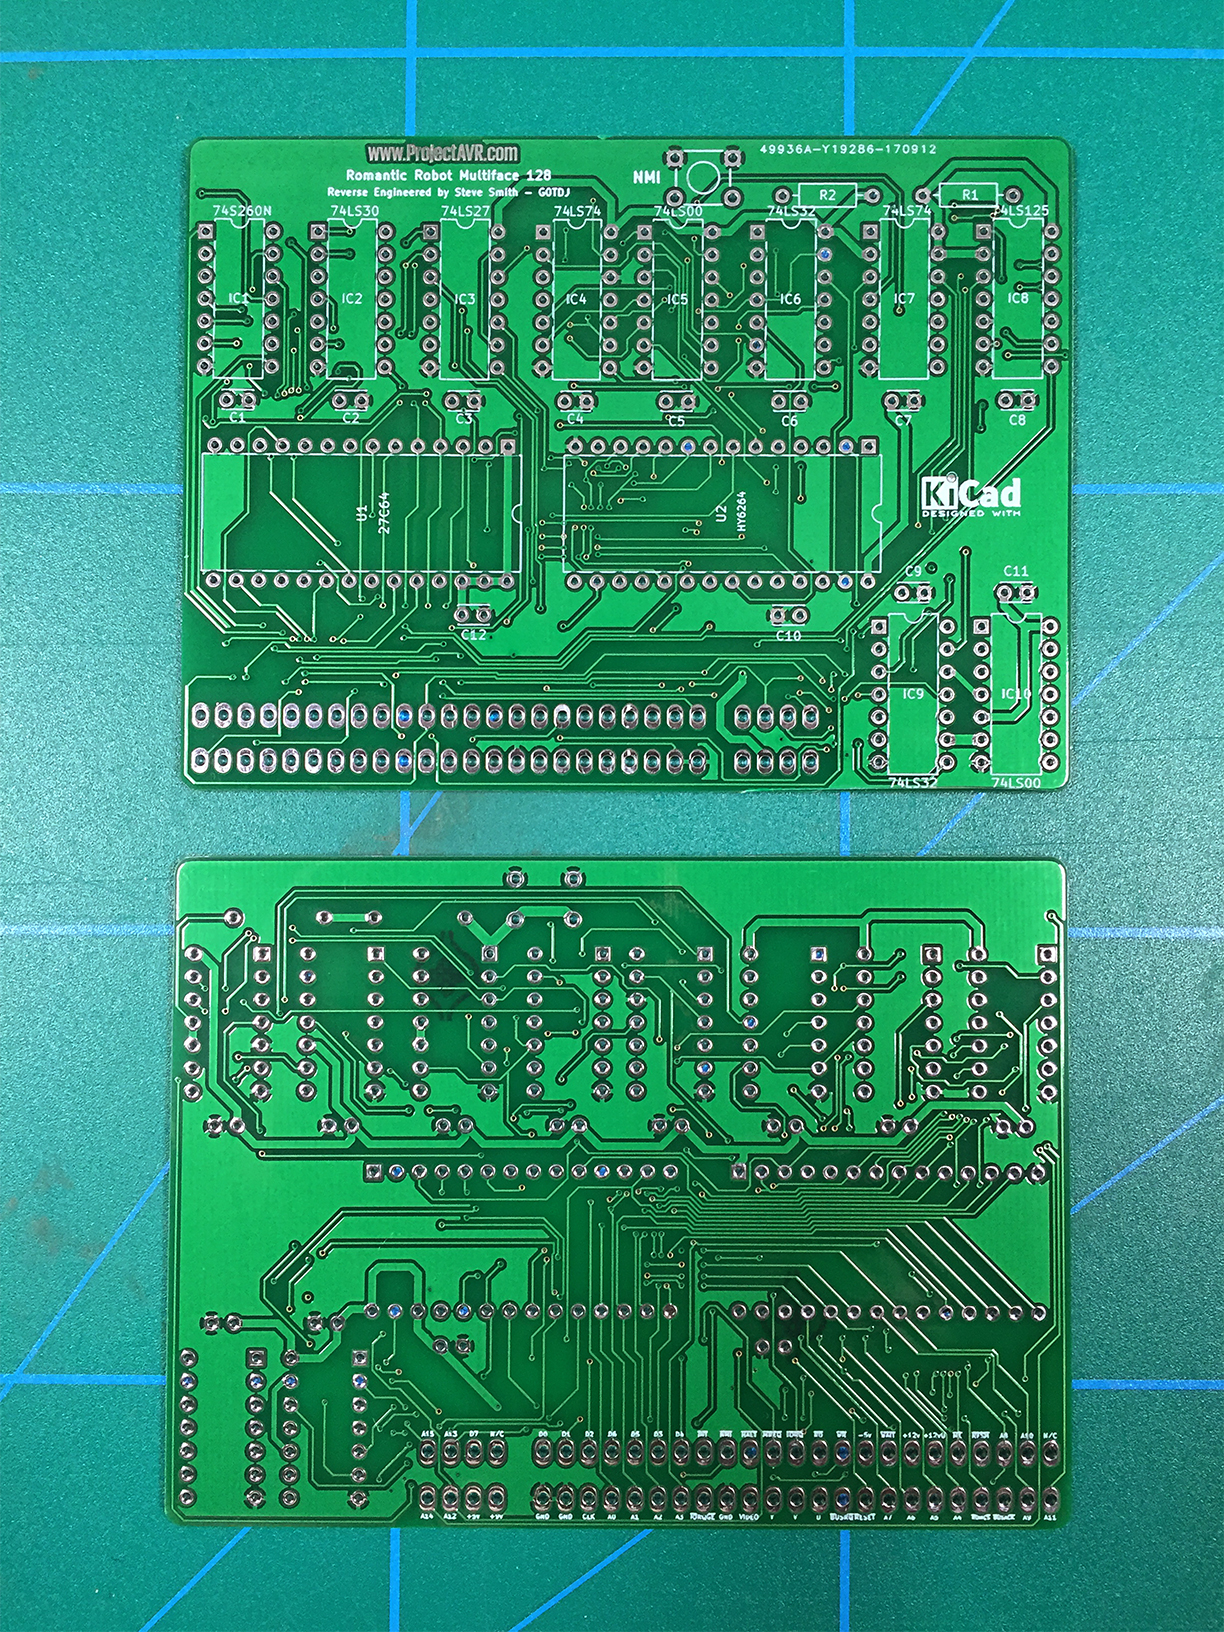 www.ProjectAVR.com
49936A-Y19286-170912
Romantic Robot Multiface 128
Reverse Engineered by Steve Smith - G0TDJ
NMI
R2
R1
74S260N
74LS30
74LS27
74LS74
74LS00
74LS32
74LS74
74LS125
IC1
IC2
IC3
IC4
IC5
IC6
IC7
IC8
C1
C2
C3
C4
C5
C6
C7
C8
U1
27C64
U2
HY6264
KiCad
DESIGNED WITH
C9
C11
C12
C10
IC9
IC10
74LS32
74LS00
A15 A13 D7 N/C D0 D1 D2 D6 D5 D3 D4 INT NMI HALT MREQ IORQ RD WR -5v WAIT +12v +12vU M1 RFSH A8 A10 N/C
A14 A12 +5V +9V GND GND CLK A0 A1 A2 A3 IORQGE GND VIDEO Y V U BUSRQ RESET A7 A6 A5 A4 ROMCS BUSACK A9 A11